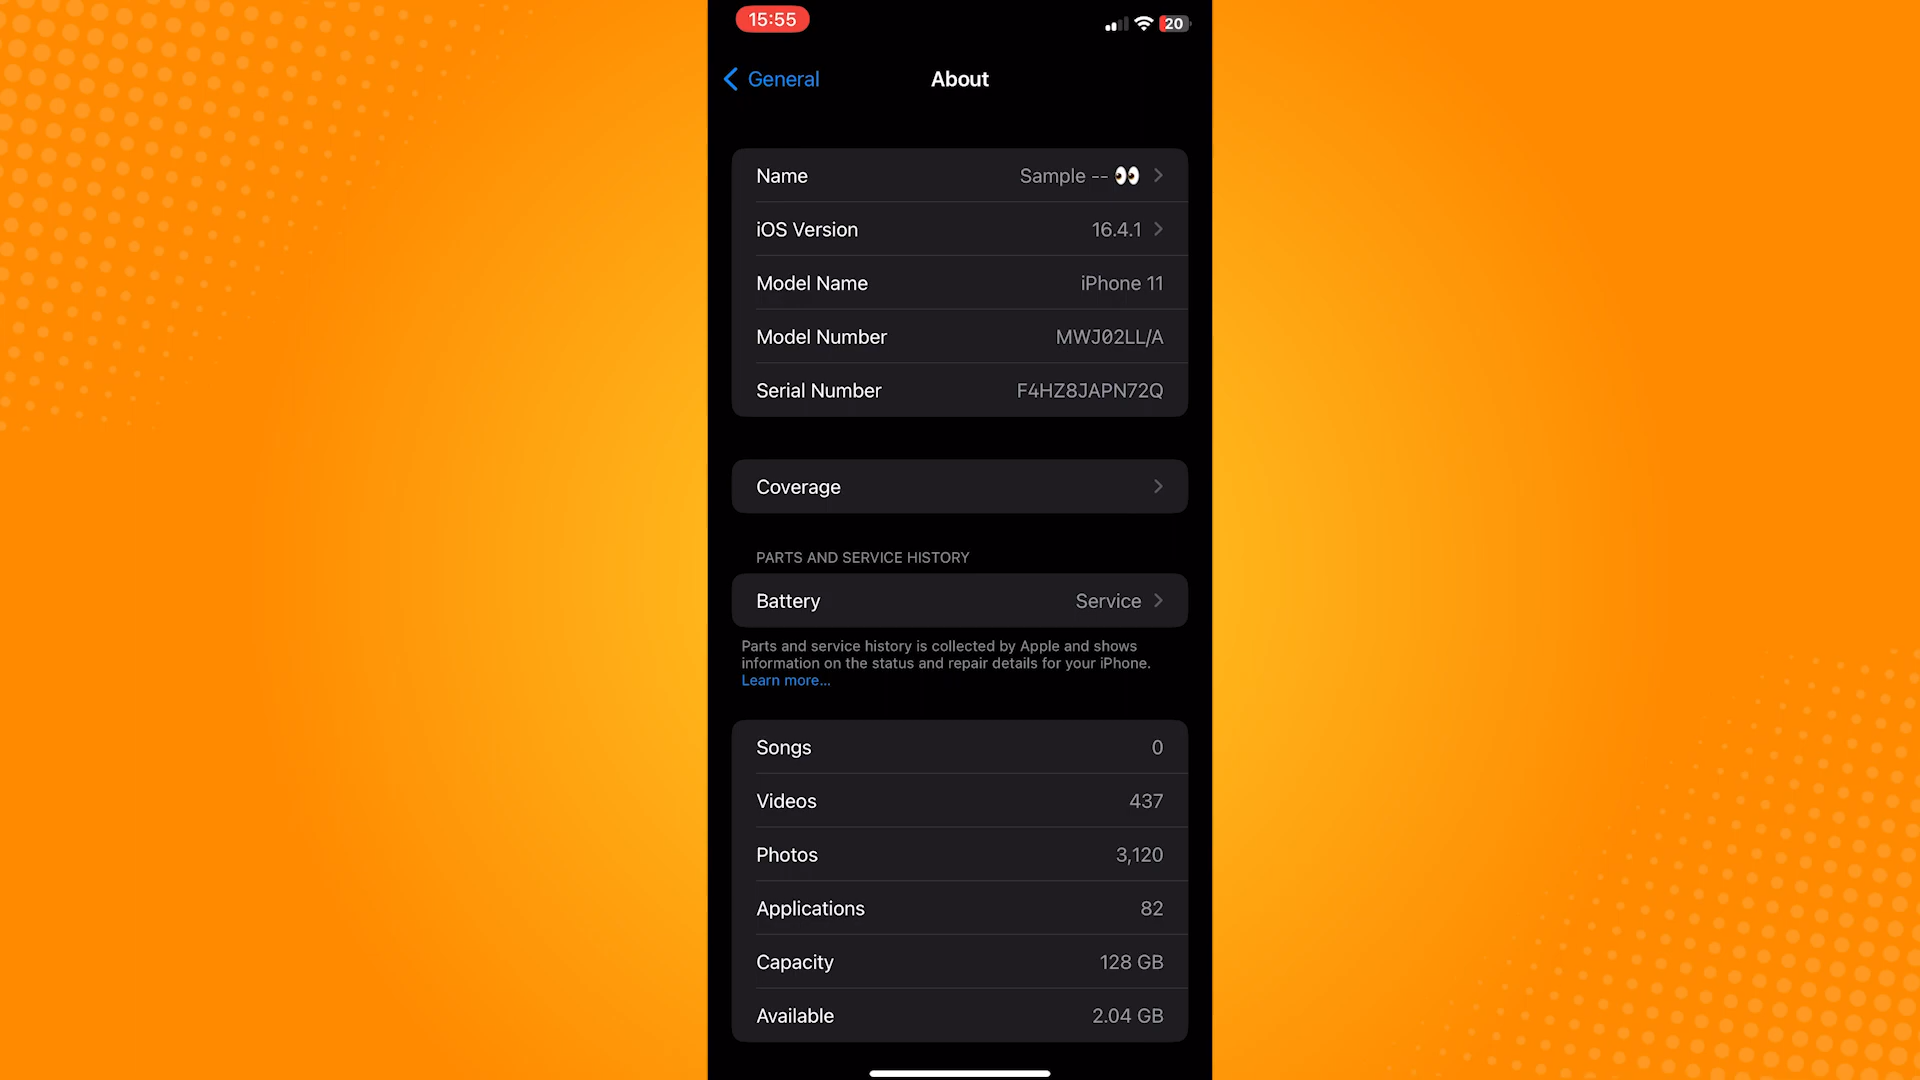 15:55
20
General
About
Name
Sample -- 👀
iOS Version
16.4.1
Model Name
iPhone 11
Model Number
MWJ02LL/A
Serial Number
F4HZ8JAPN72Q
Coverage
PARTS AND SERVICE HISTORY
Battery
Service
Parts and service history is collected by Apple and shows
information on the status and repair details for your iPhone.
Learn more...
Songs
0
Videos
437
Photos
3,120
Applications
82
Capacity
128 GB
Available
2.04 GB